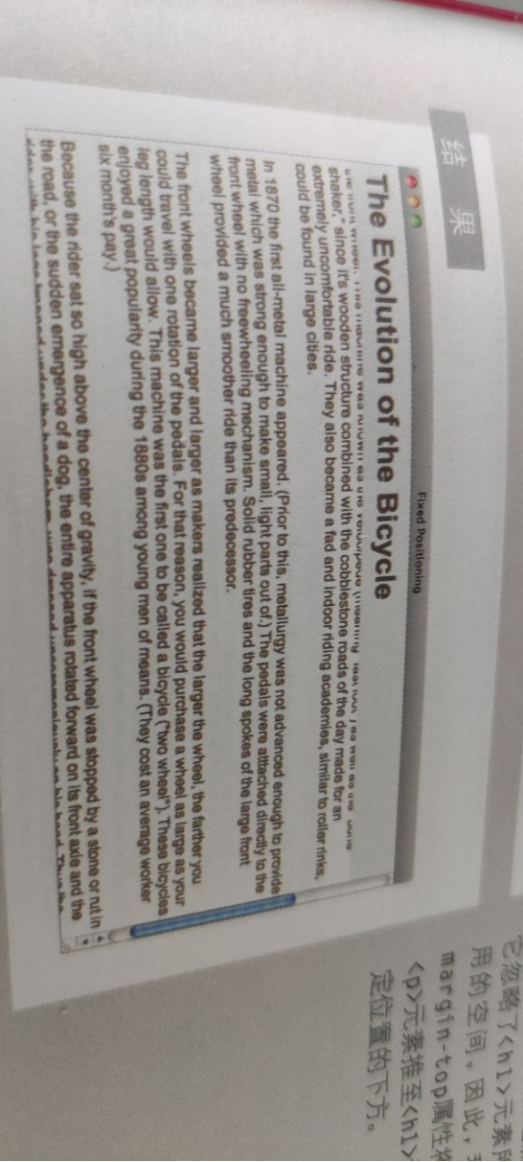 结 果
Fixed Positioning
The Evolution of the Bicycle
shaker," since it's wooden structure combined with the cobblestone roads of the day made for an
extremely uncomfortable ride. They also became a fad and indoor riding academies, similar to roller rinks,
could be found in large cities.
In 1870 the first all-metal machine appeared. (Prior to this, metallurgy was not advanced enough to provide
metal which was strong enough to make small, light parts out of.) The pedals were attached directly to the
front wheel with no freewheeling mechanism. Solid rubber tires and the long spokes of the large front
wheel provided a much smoother ride than its predecessor.
The front wheels became larger and larger as makers realized that the larger the wheel, the farther you
could travel with one rotation of the pedals. For that reason, you would purchase a wheel as large as your
leg length would allow. This machine was the first one to be called a bicycle ("two wheel"). These bicycles
enjoyed a great popularity during the 1880s among young men of means. (They cost an average worker
six month's pay.)
Because the rider sat so high above the center of gravity, if the front wheel was stopped by a stone or rut in
the road, or the sudden emergence of a dog, the entire apparatus rotated forward on its front axle and the
它忽略了<h1>元素所
用的空间。因此，
margin-top属性将
<p>元素推至<h1>
定位置的下方。